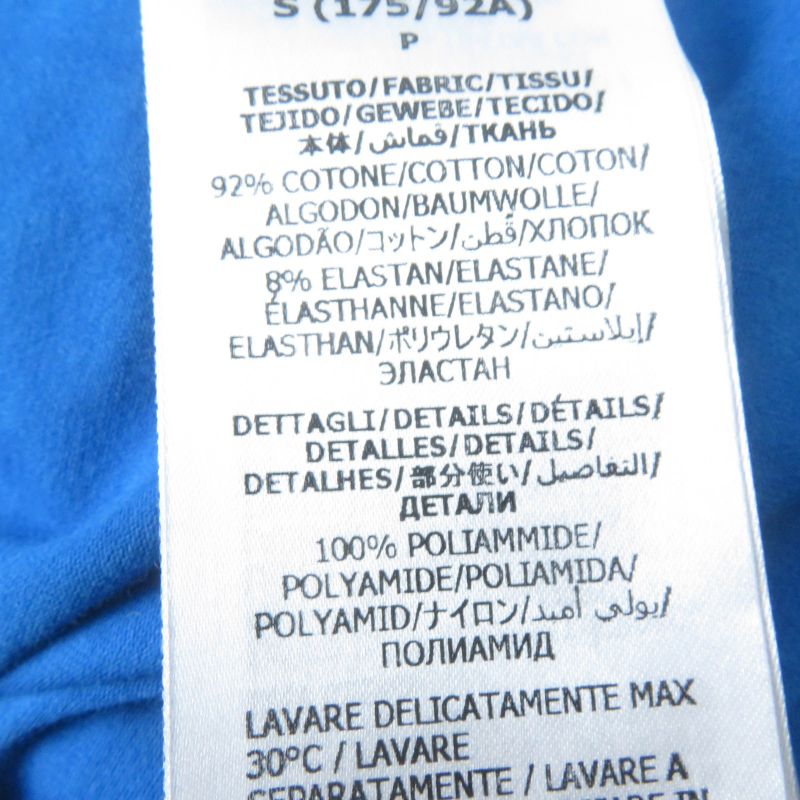 S (175/92A)
P
TESSUTO/FABRIC/TISSU/
TEJIDO/GEWEBE/TECIDO/
本体/قماش/ТКАНЬ
92% COTONE/COTTON/COTON/
ALGODON/BAUMWOLLE/
ALGODÃO/コットン/قطن/ХЛОПОК
8% ELASTAN/ELASTANE/
ÉLASTHANNE/ELASTANO/
ELASTHAN/ポリウレタン/إيلاستين/
ЭЛАСТАН
DETTAGLI/DETAILS/DÉTAILS/
DETALLES/DETAILS/
DETALHES/部分使い/التفاصيل/
ДЕТАЛИ
100% POLIAMMIDE/
POLYAMIDE/POLIAMIDA/
POLYAMID/ナイロン/بولي أميد/
ПОЛИАМИД
LAVARE DELICATAMENTE MAX
30°C / LAVARE
SEPARATAMENTE / LAVARE A
IN